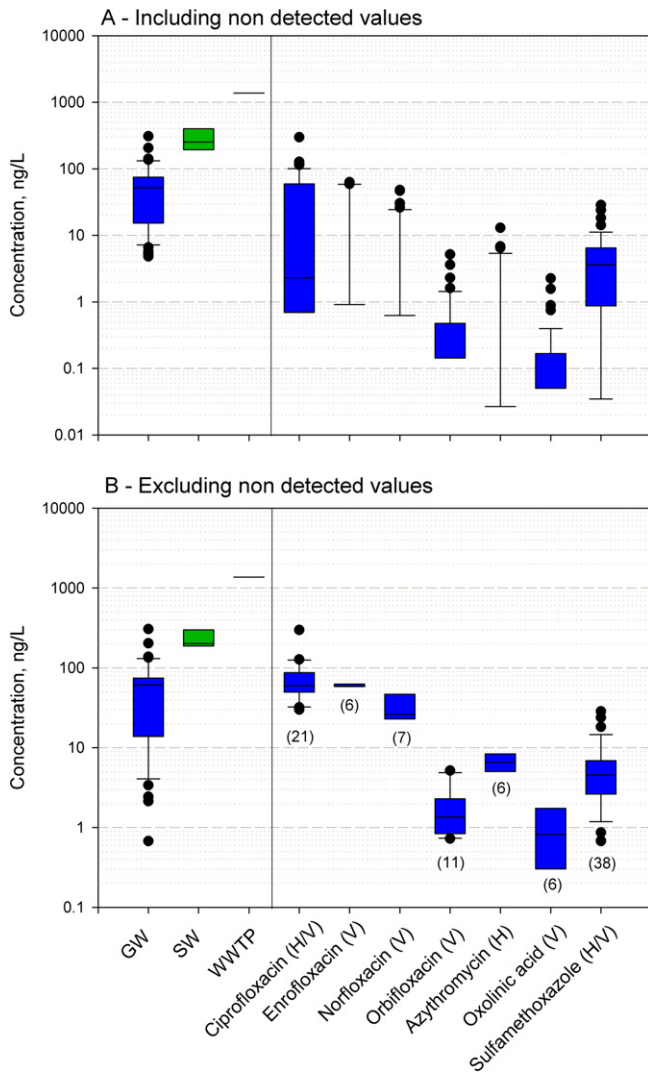 A - Including non detected values
10000
1000
100
10
1
0.1
0.01
Concentration, ng/L
B - Excluding non detected values
10000
1000
100
10
1
0.1
Concentration, ng/L
(21)
(6)
(7)
(11)
(6)
(6)
(38)
GW
SW
WWTP
Ciprofloxacin (H/V)
Enrofloxacin (V)
Norfloxacin (V)
Orbifloxacin (V)
Azythromycin (H)
Oxolinic acid (V)
Sulfamethoxazole (H/V)